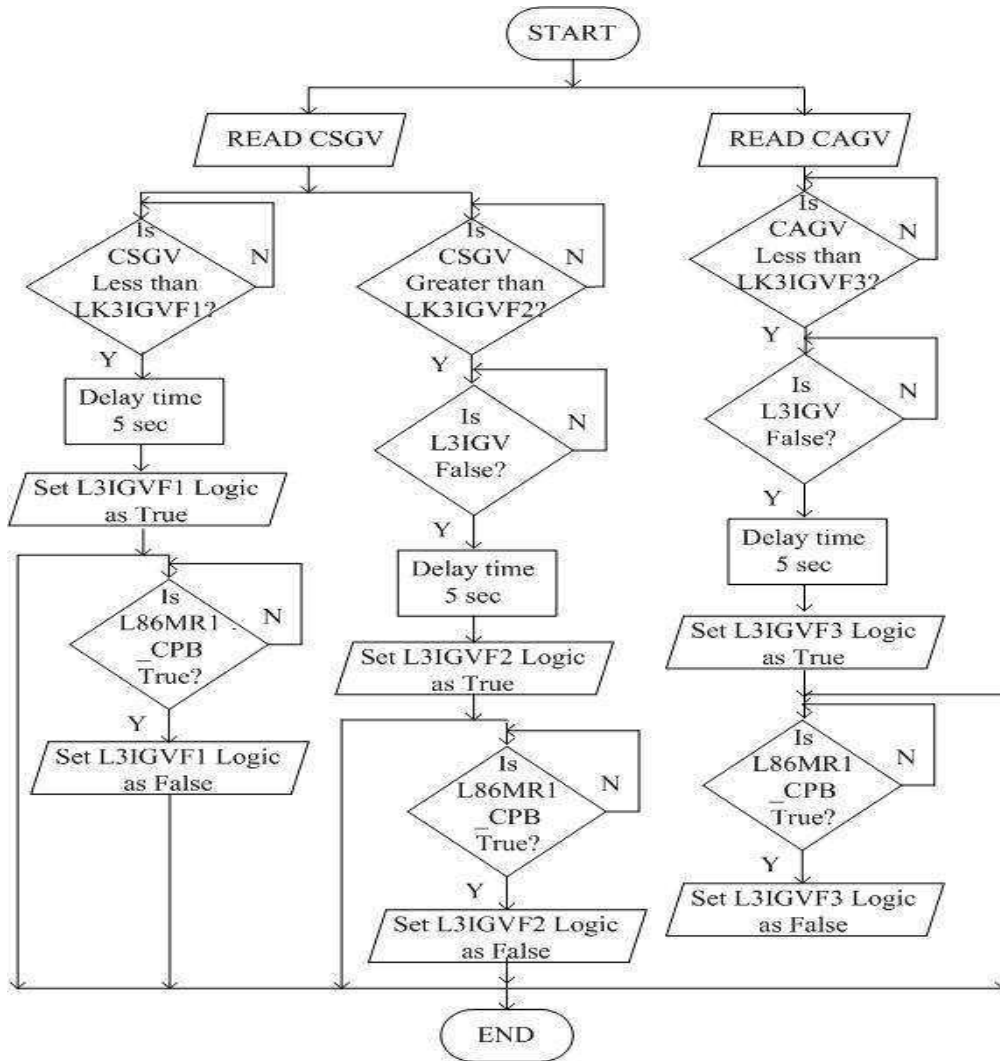 START
READ CSGV
READ CAGV
Is
CSGV
Less than
LK3IGVF1?
N
Y
Delay time
5 sec
Set L3IGVF1 Logic
as True
Is
L86MR1
_CPB
True?
N
Y
Set L3IGVF1 Logic
as False
Is
CSGV
Greater than
LK3IGVF2?
N
Y
Is
L3IGV
False?
N
Y
Delay time
5 sec
Set L3IGVF2 Logic
as True
Is
L86MR1
_CPB
True?
N
Y
Set L3IGVF2 Logic
as False
Is
CAGV
Less than
LK3IGVF3?
N
Y
Is
L3IGV
False?
N
Y
Delay time
5 sec
Set L3IGVF3 Logic
as True
Is
L86MR1
_CPB
True?
N
Y
Set L3IGVF3 Logic
as False
END